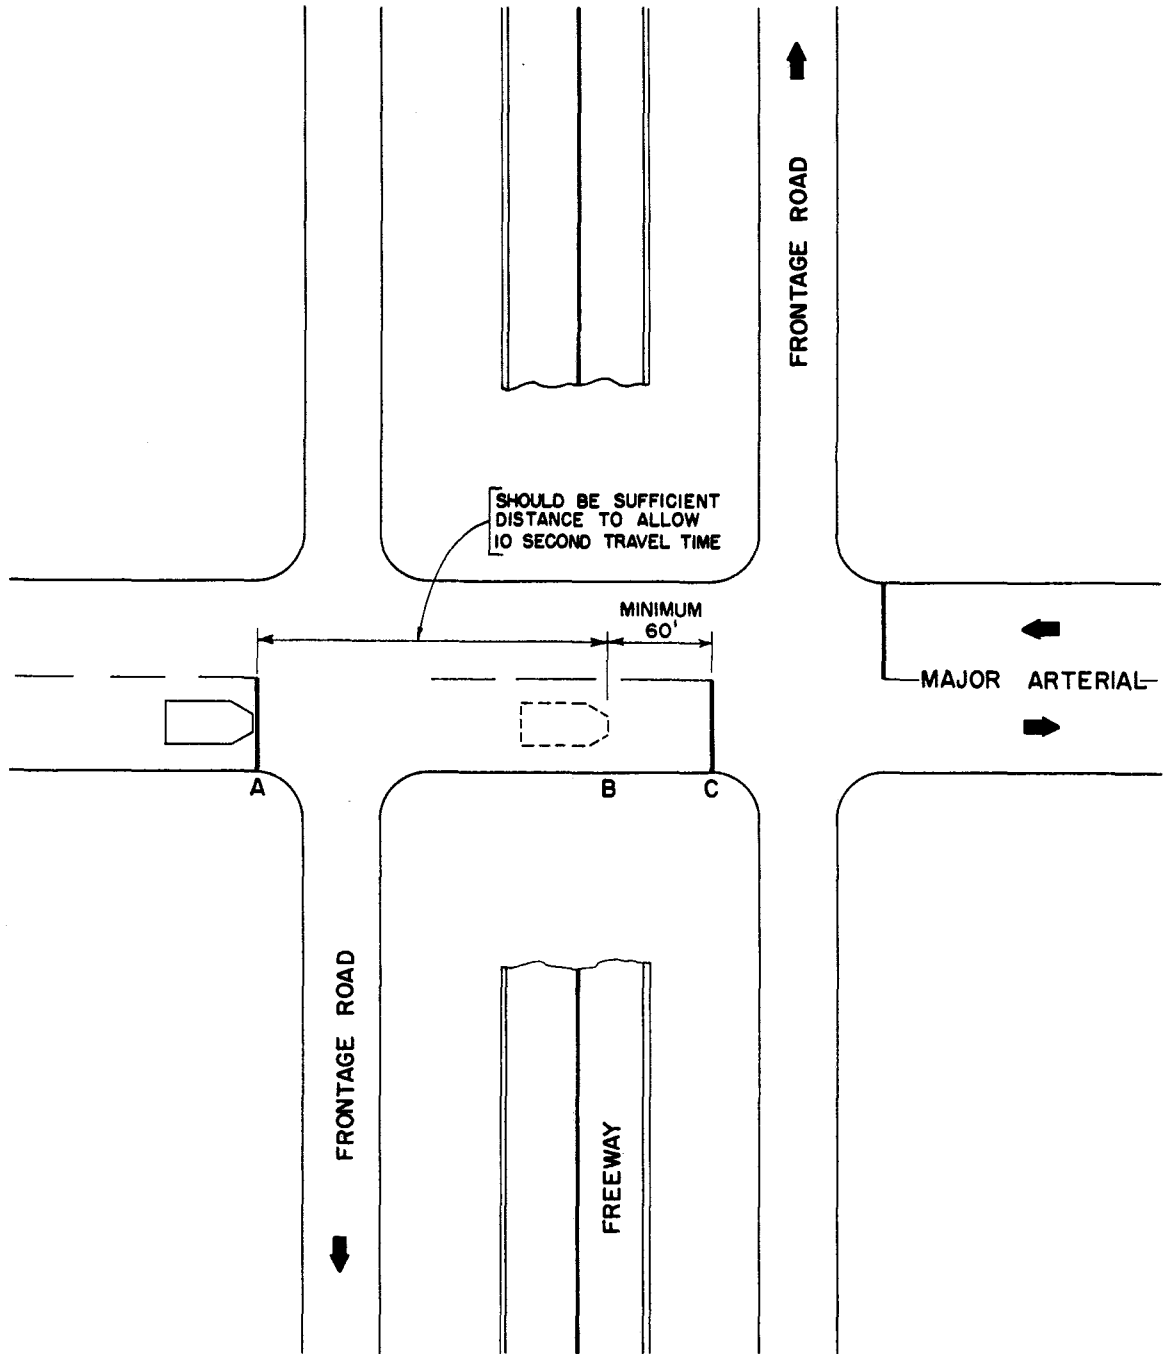 FRONTAGE ROAD
SHOULD BE SUFFICIENT
DISTANCE TO ALLOW
10 SECOND TRAVEL TIME
MINIMUM
60'
MAJOR ARTERIAL
A
B
C
FRONTAGE ROAD
FREEWAY